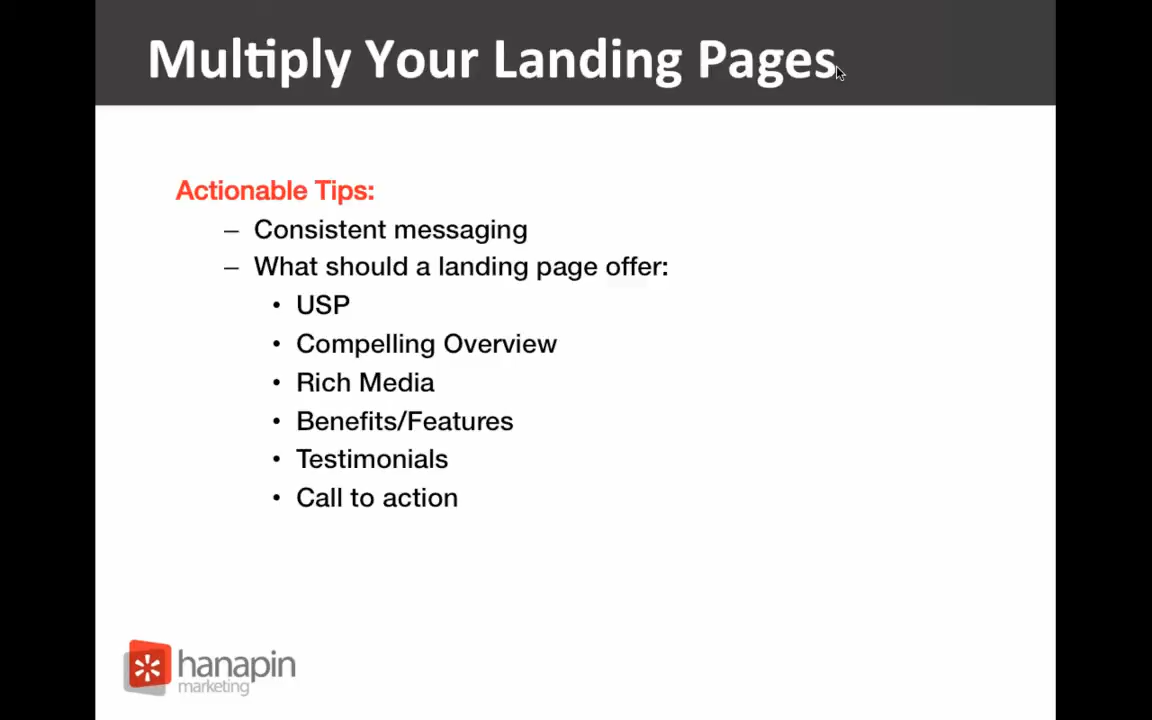 Multiply Your Landing Pages
Actionable Tips:
– Consistent messaging
– What should a landing page offer:
• USP
• Compelling Overview
• Rich Media
• Benefits/Features
• Testimonials
• Call to action
hanapin
marketing